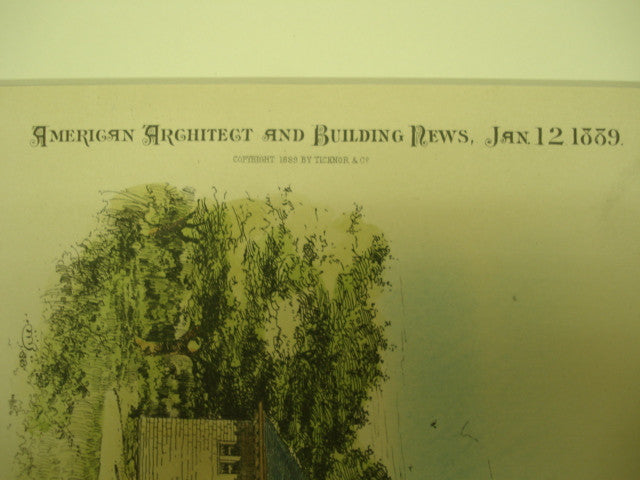 AMERICAN ARCHITECT AND BUILDING NEWS, JAN. 12 1889.
COPYRIGHT 1889 BY TICKNOR & CO